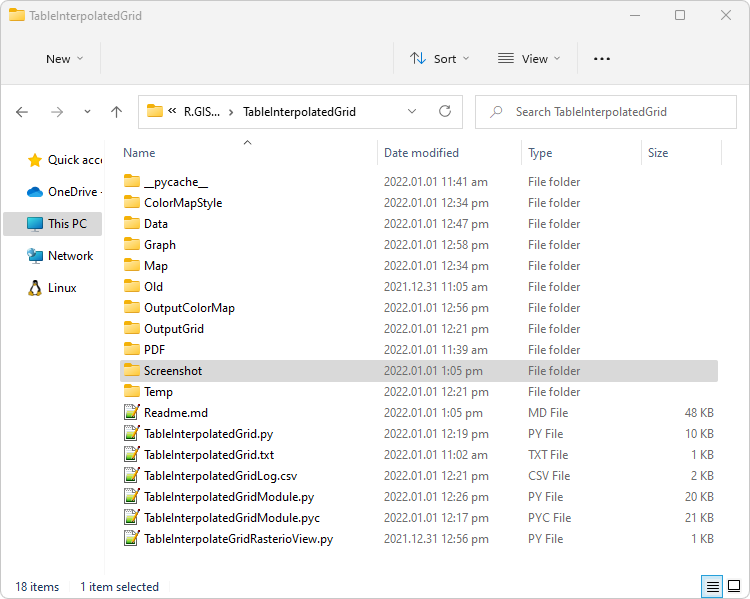 TableInterpolatedGrid
New
Sort
View
« R.GIS... > TableInterpolatedGrid
Search TableInterpolatedGrid
Name Date modified Type Size
Quick acc
OneDrive -
This PC
Network
Linux
__pycache__ 2022.01.01 11:41 am File folder
ColorMapStyle 2022.01.01 12:34 pm File folder
Data 2022.01.01 12:47 pm File folder
Graph 2022.01.01 12:58 pm File folder
Map 2022.01.01 12:34 pm File folder
Old 2021.12.31 11:05 am File folder
OutputColorMap 2022.01.01 12:56 pm File folder
OutputGrid 2022.01.01 12:21 pm File folder
PDF 2022.01.01 11:39 am File folder
Screenshot 2022.01.01 1:05 pm File folder
Temp 2022.01.01 12:21 pm File folder
Readme.md 2022.01.01 1:05 pm MD File 48 KB
TableInterpolatedGrid.py 2022.01.01 12:19 pm PY File 10 KB
TableInterpolatedGrid.txt 2022.01.01 11:02 am TXT File 1 KB
TableInterpolatedGridLog.csv 2022.01.01 12:21 pm CSV File 2 KB
TableInterpolatedGridModule.py 2022.01.01 12:26 pm PY File 20 KB
TableInterpolatedGridModule.pyc 2022.01.01 12:17 pm PYC File 21 KB
TableInterpolateGridRasterioView.py 2021.12.31 12:56 pm PY File 1 KB
18 items 1 item selected